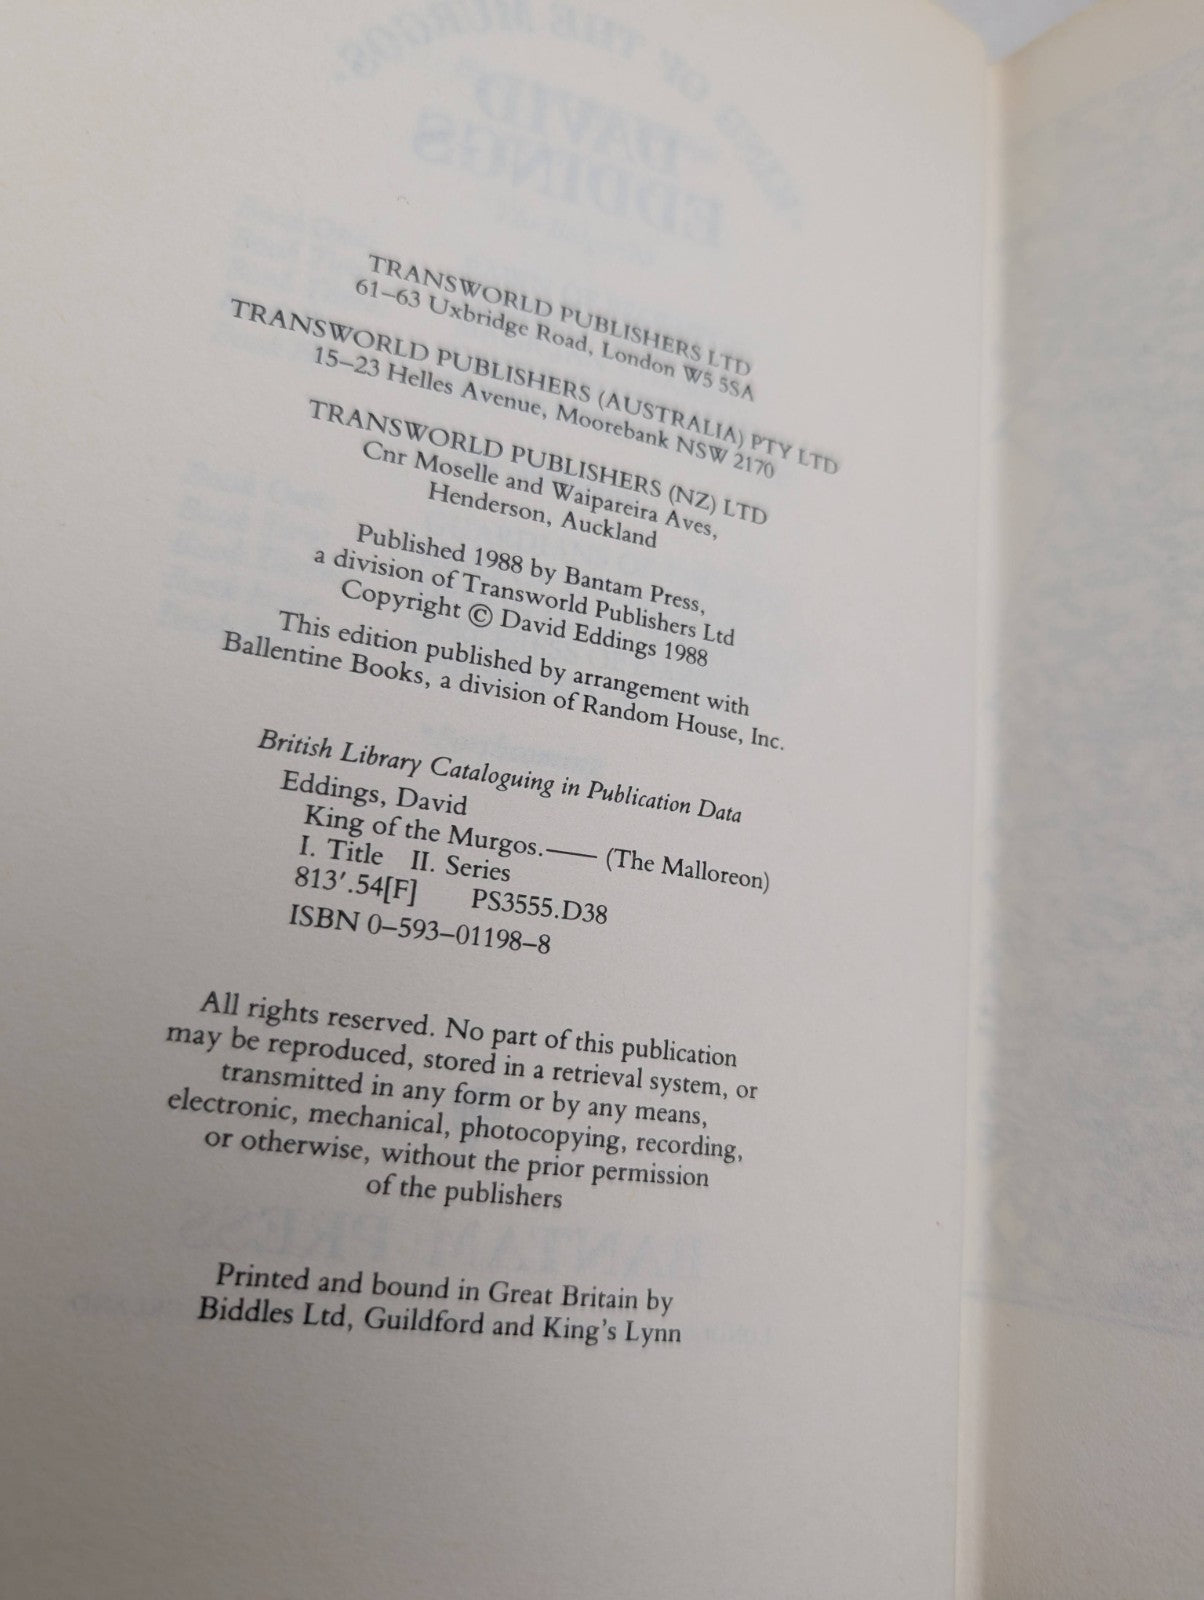 TRANSWORLD PUBLISHERS LTD
61–63 Uxbridge Road, London W5 5SA
TRANSWORLD PUBLISHERS (AUSTRALIA) PTY LTD
15–23 Helles Avenue, Moorebank NSW 2170
TRANSWORLD PUBLISHERS (NZ) LTD
Cnr Moselle and Waipareira Aves,
Henderson, Auckland
Published 1988 by Bantam Press,
a division of Transworld Publishers Ltd
Copyright © David Eddings 1988
This edition published by arrangement with
Ballentine Books, a division of Random House, Inc.
British Library Cataloguing in Publication Data
Eddings, David
King of the Murgos.—— (The Malloreon)
I. Title II. Series
813′.54[F] PS3555.D38
ISBN 0–593–01198–8
All rights reserved. No part of this publication
may be reproduced, stored in a retrieval system, or
transmitted in any form or by any means,
electronic, mechanical, photocopying, recording,
or otherwise, without the prior permission
of the publishers
Printed and bound in Great Britain by
Biddles Ltd, Guildford and King's Lynn